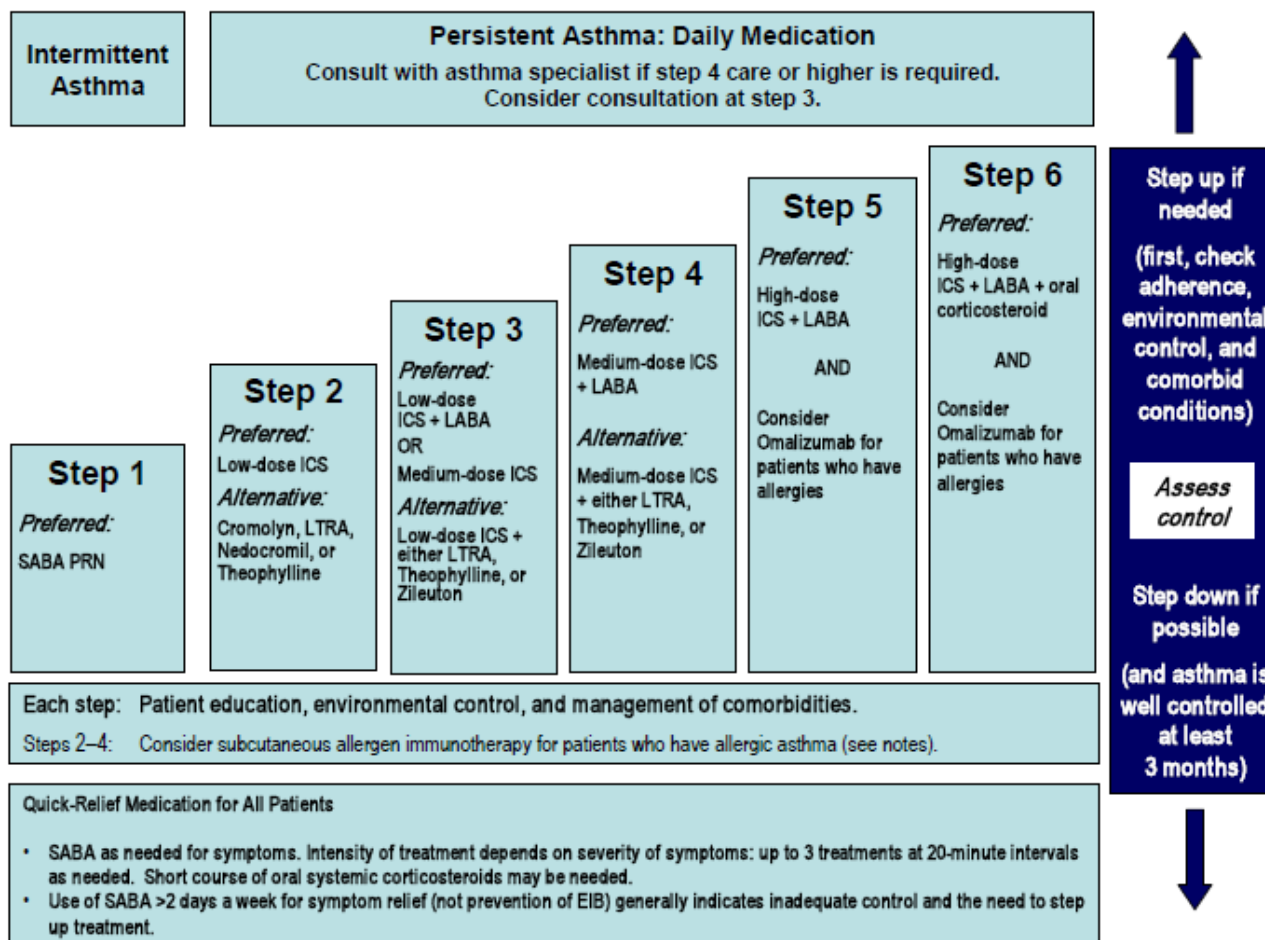 Intermittent
Asthma
Persistent Asthma: Daily Medication
Consult with asthma specialist if step 4 care or higher is required.
Consider consultation at step 3.
Step 1
Preferred:
SABA PRN
Step 2
Preferred:
Low-dose ICS
Alternative:
Cromolyn, LTRA,
Nedocromil, or
Theophylline
Step 3
Preferred:
Low-dose
ICS + LABA
OR
Medium-dose ICS
Alternative:
Low-dose ICS +
either LTRA,
Theophylline, or
Zileuton
Step 4
Preferred:
Medium-dose ICS
+ LABA
Alternative:
Medium-dose ICS
+ either LTRA,
Theophylline, or
Zileuton
Step 5
Preferred:
High-dose
ICS + LABA
AND
Consider
Omalizumab for
patients who have
allergies
Step 6
Preferred:
High-dose
ICS + LABA + oral
corticosteroid
AND
Consider
Omalizumab for
patients who have
allergies
Step up if
needed
(first, check
adherence,
environmental
control, and
comorbid
conditions)
Assess
control
Step down if
possible
(and asthma is
well controlled
at least
3 months)
Each step: Patient education, environmental control, and management of comorbidities.
Steps 2–4: Consider subcutaneous allergen immunotherapy for patients who have allergic asthma (see notes).
Quick-Relief Medication for All Patients
• SABA as needed for symptoms. Intensity of treatment depends on severity of symptoms: up to 3 treatments at 20-minute intervals
as needed. Short course of oral systemic corticosteroids may be needed.
• Use of SABA >2 days a week for symptom relief (not prevention of EIB) generally indicates inadequate control and the need to step
up treatment.